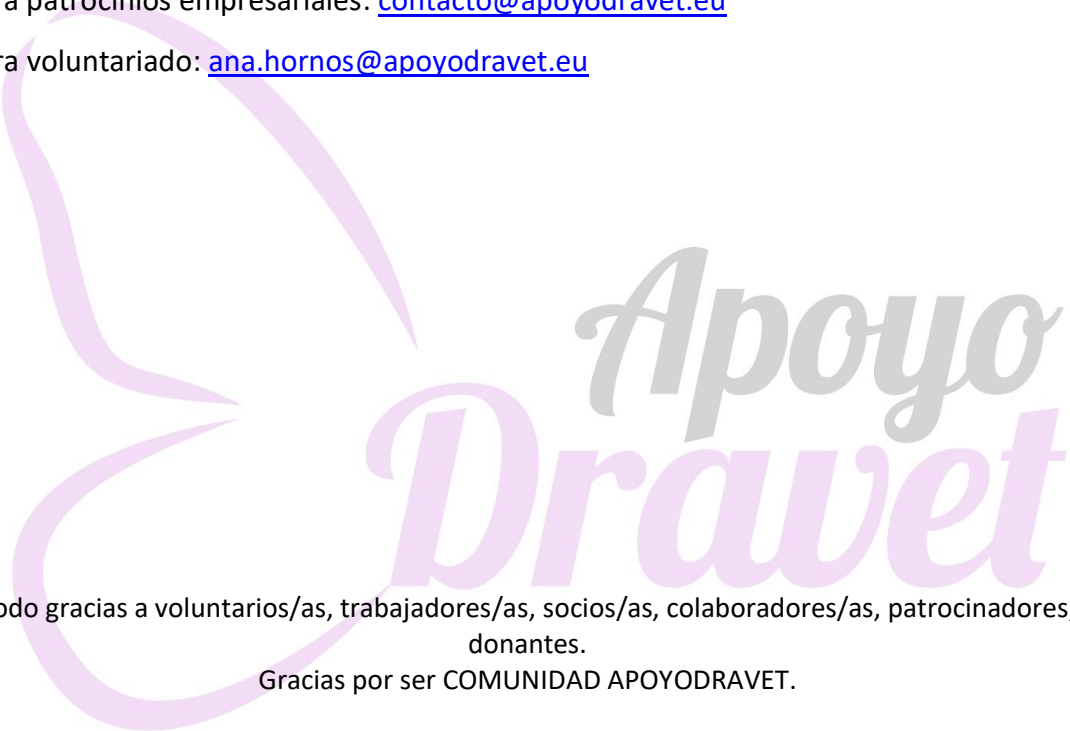 a patrocinios empresariales: contacto@apoyodravet.eu
ra voluntariado: ana.hornos@apoyodravet.eu
Apoyo
Dravet
odo gracias a voluntarios/as, trabajadores/as, socios/as, colaboradores/as, patrocinadores,
donantes.
Gracias por ser COMUNIDAD APOYODRAVET.